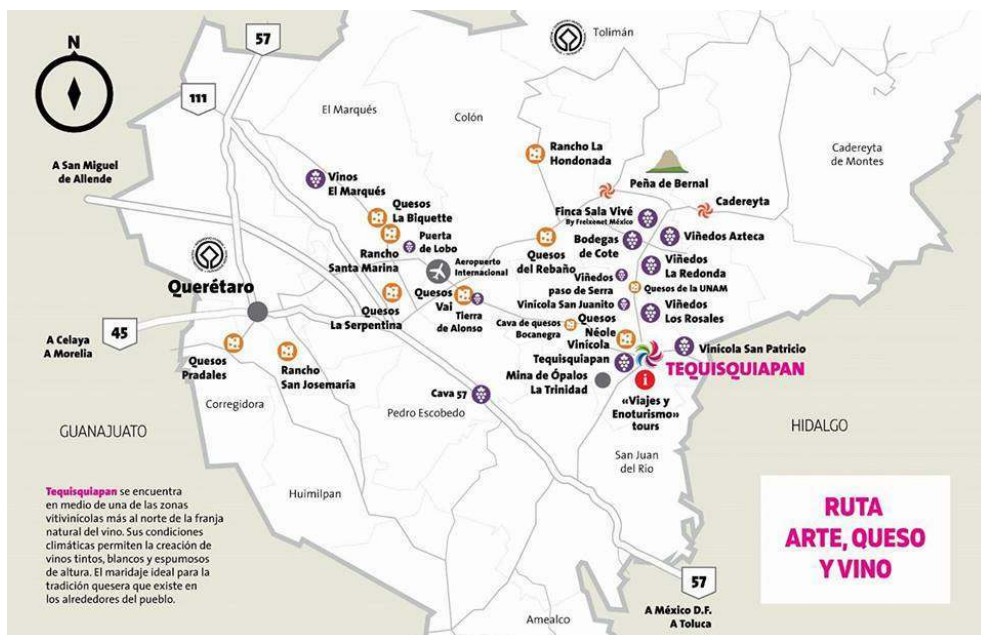 N
57
111
Tolimán
El Marqués
Colón
Cadereyta
de Montes
A San Miguel
de Allende
Rancho La
Hondonada
Vinos
El Marqués
Peña de Bernal
Cadereyta
Quesos
La Biquette
Finca Sala Vivé
By Freixenet México
Puerta
de Lobo
Bodegas
de Cote
Viñedos Azteca
Rancho
Santa Marina
Aeropuerto
Internacional
Quesos
del Rebaño
Viñedos
La Redonda
Querétaro
Viñedos
paso de Serra
Quesos de la UNAM
Quesos
Vai
Tierra
de Alonso
Vinícola San Juanito
Viñedos
Los Rosales
Quesos
La Serpentina
Cava de quesos
Bocanegra
Quesos
Néole
45
A Celaya
A Morelia
Vinícola
Tequisquiapan
Vinícola San Patricio
TEQUISQUIAPAN
Quesos
Pradales
Rancho
San Josemaría
Mina de Ópalos
La Trinidad
i
Cava 57
«Viajes y
Enoturismo»
tours
Corregidora
Pedro Escobedo
GUANAJUATO
HIDALGO
San Juan
del Rio
Huimilpan
Tequisquiapan se encuentra
en medio de una de las zonas
vitivinícolas más al norte de la franja
natural del vino. Sus condiciones
climáticas permiten la creación de
vinos tintos, blancos y espumosos
de altura. El maridaje ideal para la
tradición quesera que existe en
los alrededores del pueblo.
RUTA
ARTE, QUESO
Y VINO
57
A México D.F.
A Toluca
Amealco